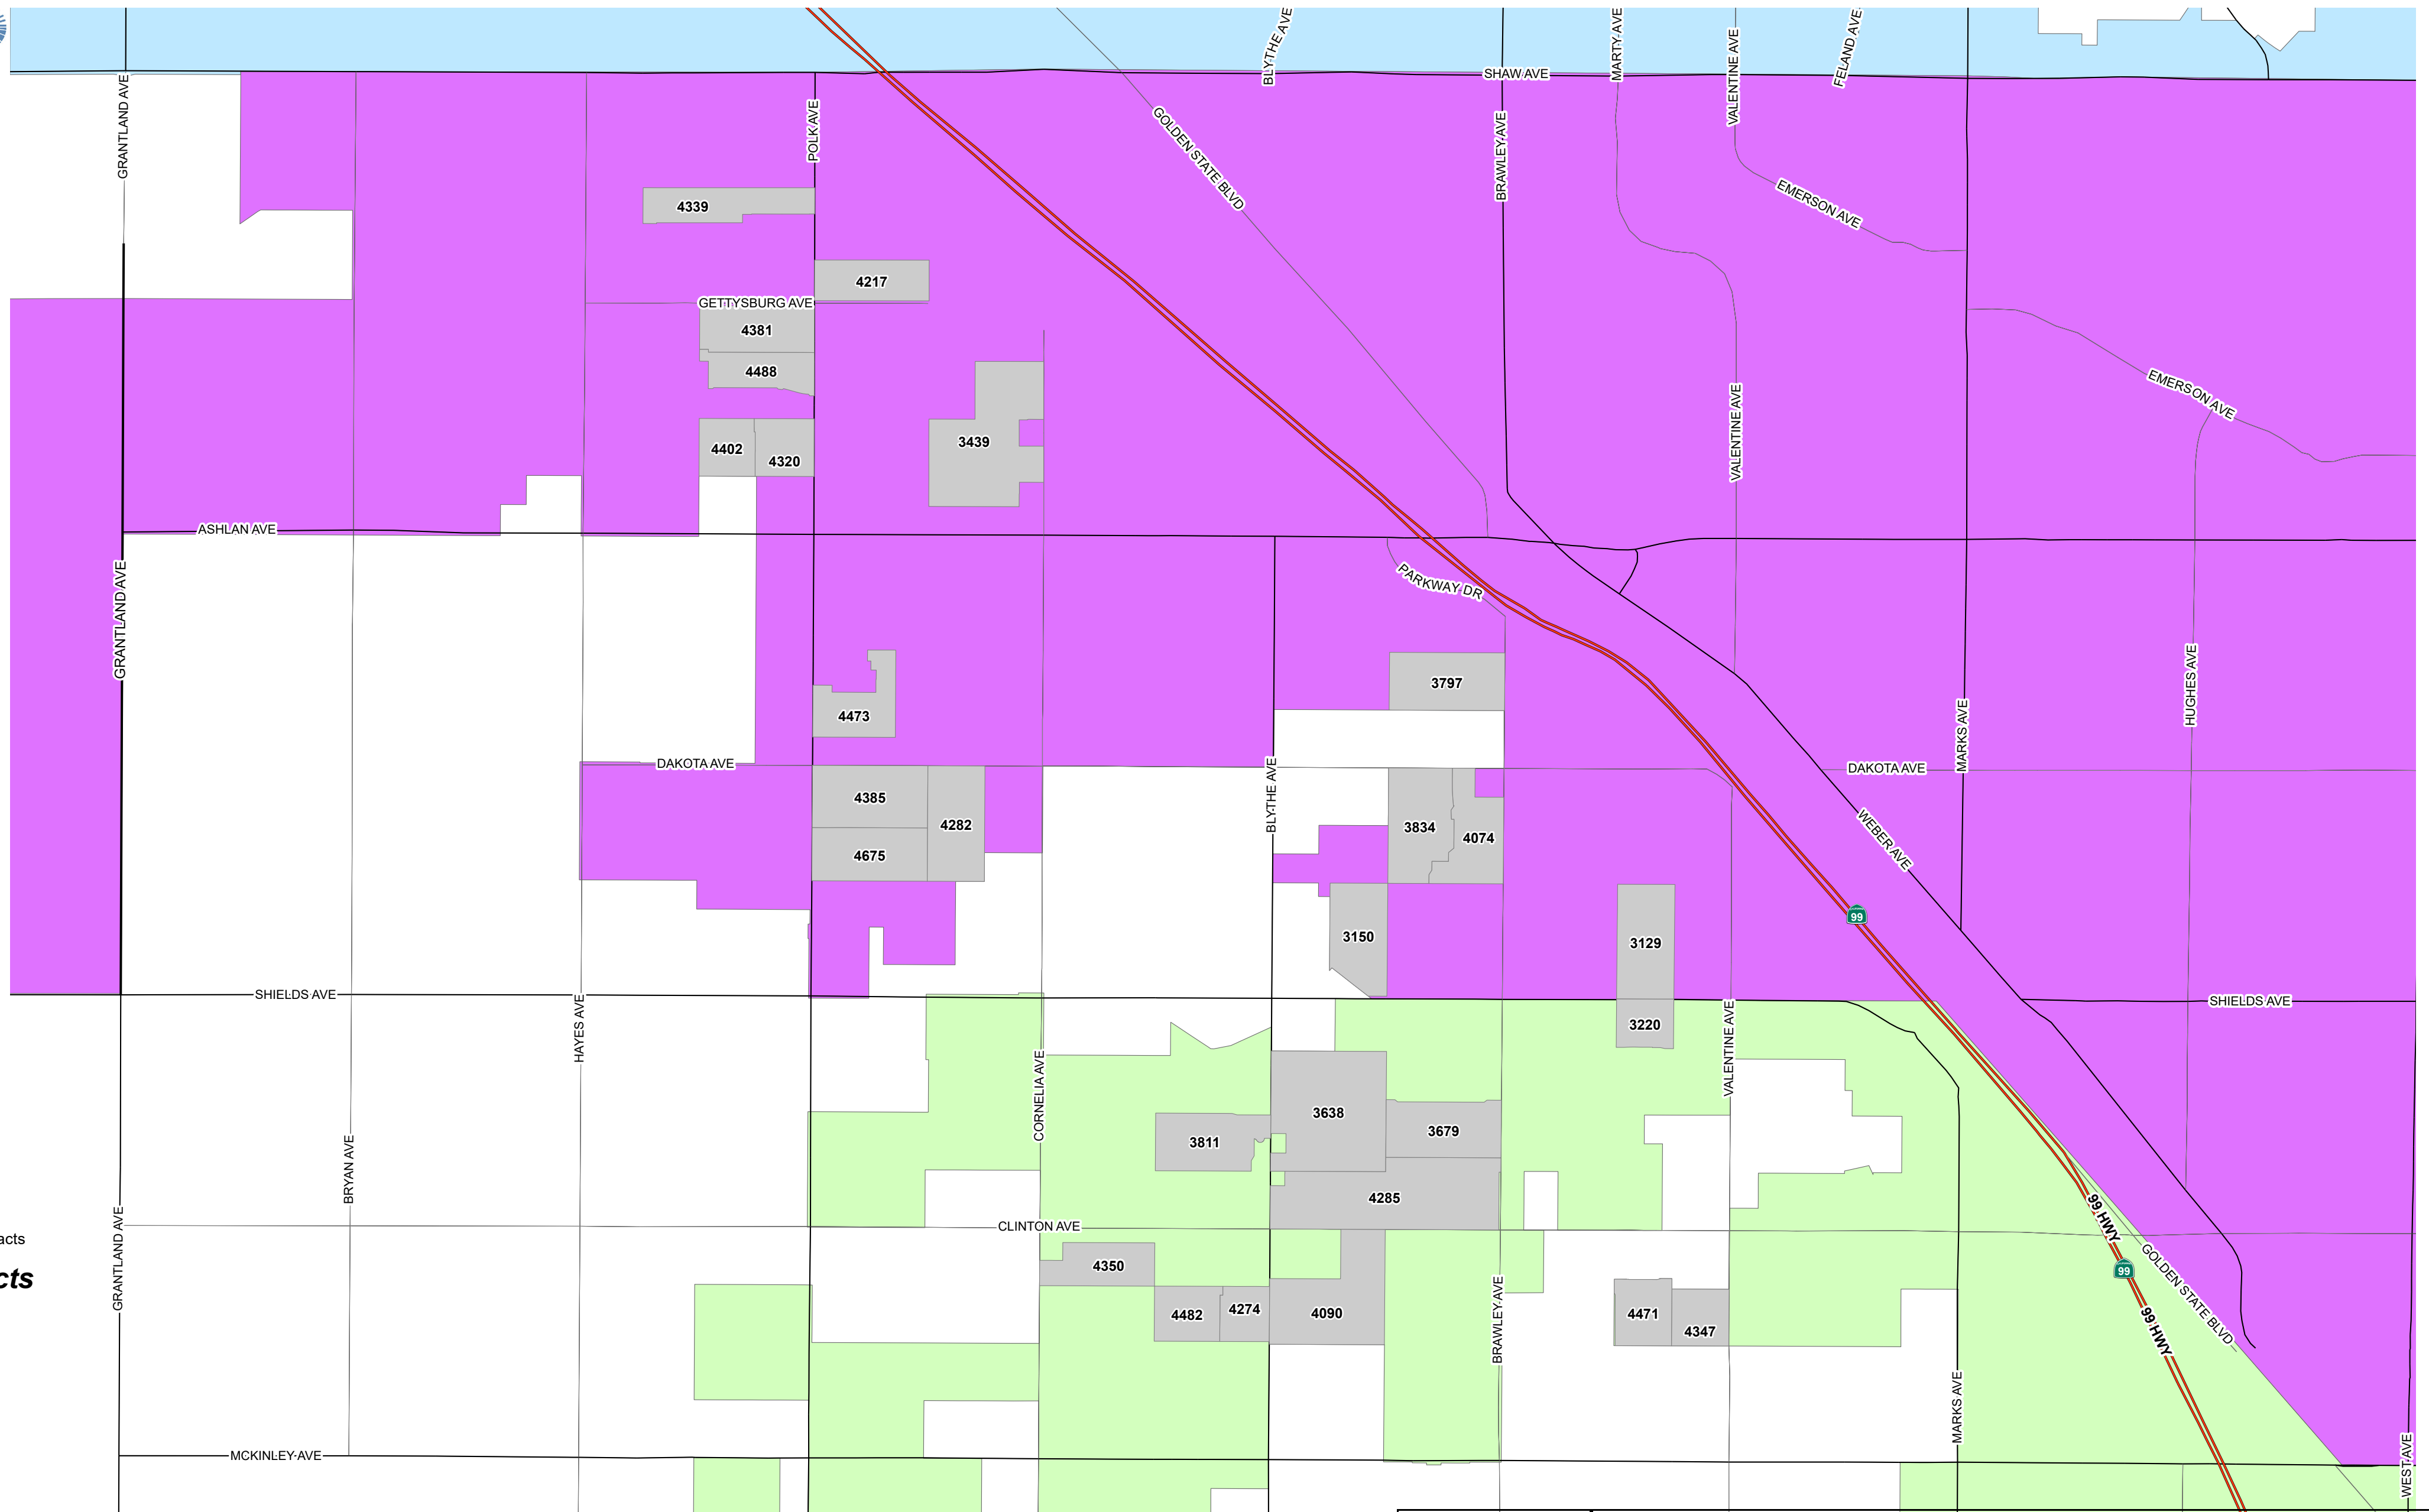 BLYTHE AVE
MARTY AVE
VALENTINE AVE
FELAND AVE
SHAW AVE
GRANTLAND AVE
POLK AVE
GOLDEN STATE BLVD
BRAWLEY AVE
EMERSON AVE
4339
4217
GETTYSBURG AVE
4381
4488
EMERSON AVE
VALENTINE AVE
3439
4402
4320
ASHLAN AVE
PARKWAY DR
GRANTLAND AVE
3797
HUGHES AVE
4473
MARKS AVE
DAKOTA AVE
DAKOTA AVE
BLYTHE AVE
4385
4282
3834
4074
WEBER AVE
4675
99
3150
3129
SHIELDS AVE
SHIELDS AVE
HAYES AVE
3220
VALENTINE AVE
CORNELIA AVE
3638
3679
3811
BRYAN AVE
4285
99 HWY
CLINTON AVE
acts
GRANTLAND AVE
4350
99
GOLDEN STATE BLVD
cts
4482
4274
4090
BRAWLEY AVE
4471
4347
99 HWY
MARKS AVE
MCKINLEY AVE
WEST AVE